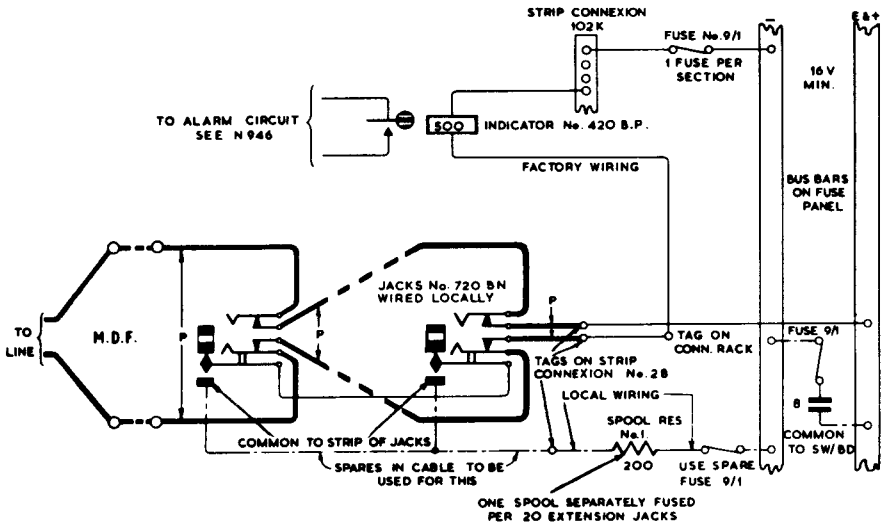 STRIP CONNEXION
102K
FUSE No. 9/1
1 FUSE PER
SECTION
–
E & +
16 V
MIN.
TO ALARM CIRCUIT
SEE N 946
500
INDICATOR No. 420 B.P.
FACTORY WIRING
BUS BARS
ON FUSE
PANEL
JACKS No. 720 BN
WIRED LOCALLY
TO
LINE
M.D.F.
P
P
P
TAG ON
CONN. RACK
FUSE 9/1
TAGS ON STRIP
CONNEXION No. 2B
LOCAL WIRING
8
COMMON TO STRIP OF JACKS
SPOOL RES
No. 1.
COMMON
TO SW/BD
SPARES IN CABLE TO BE
USED FOR THIS
200
USE SPARE
FUSE 9/1
ONE SPOOL SEPARATELY FUSED
PER 20 EXTENSION JACKS